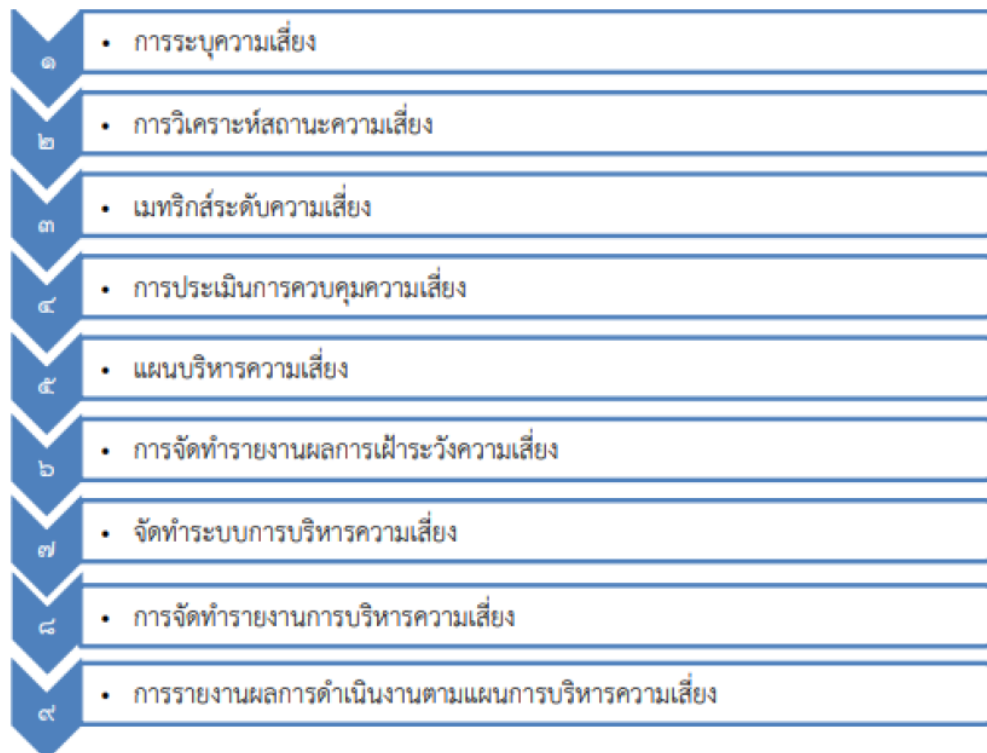 ๑
• การระบุความเสี่ยง
๒
• การวิเคราะห์สถานะความเสี่ยง
๓
• เมทริกส์ระดับความเสี่ยง
๔
• การประเมินการควบคุมความเสี่ยง
๕
• แผนบริหารความเสี่ยง
๖
• การจัดทำรายงานผลการเฝ้าระวังความเสี่ยง
๗
• จัดทำระบบการบริหารความเสี่ยง
๘
• การจัดทำรายงานการบริหารความเสี่ยง
๙
• การรายงานผลการดำเนินงานตามแผนการบริหารความเสี่ยง